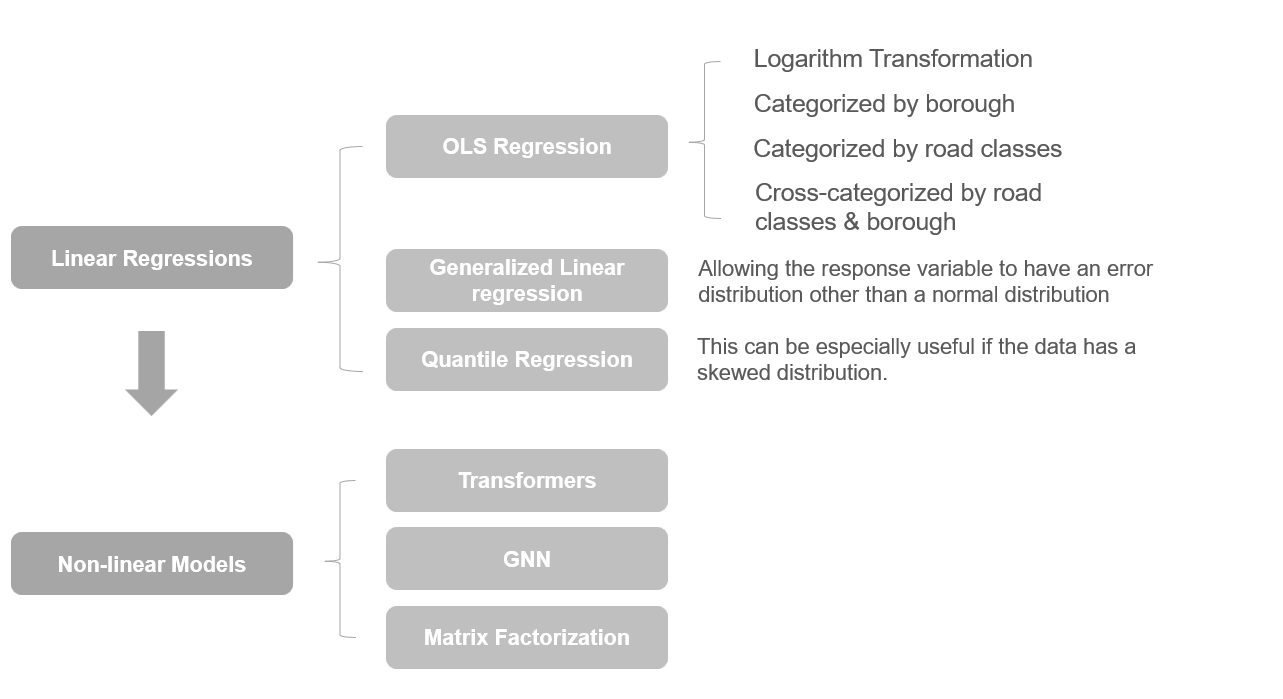 Linear Regressions
OLS Regression
Logarithm Transformation
Categorized by borough
Categorized by road classes
Cross-categorized by road
classes & borough
Generalized Linear
regression
Allowing the response variable to have an error
distribution other than a normal distribution
Quantile Regression
This can be especially useful if the data has a
skewed distribution.
Non-linear Models
Transformers
GNN
Matrix Factorization